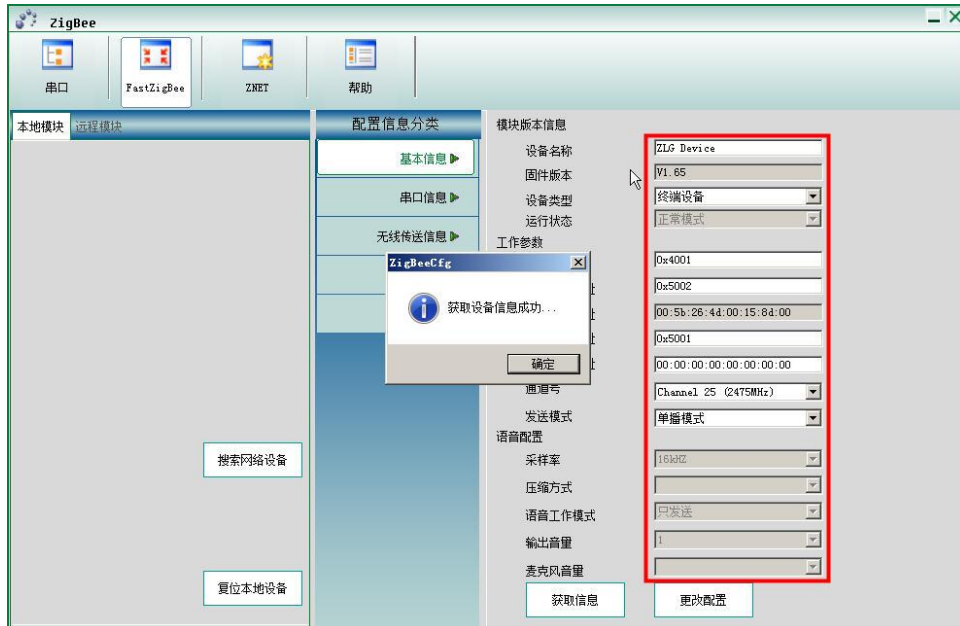 ZigBee
串口
FastZigBee
ZNET
帮助
本地模块 远程模块
配置信息分类
模块版本信息
基本信息
设备名称 ZLG Device
固件版本 V1.65
串口信息
设备类型 终端设备
运行状态 正常模式
无线传送信息
工作参数
ZigBeeCfg
0x4001
0x5002
获取设备信息成功...
00:5b:26:4d:00:15:8d:00
0x5001
确定
00:00:00:00:00:00:00:00
通道号 Channel 25 (2475MHz)
发送模式 单播模式
语音配置
搜索网络设备
采样率 16kHZ
压缩方式
语音工作模式 只发送
输出音量 1
麦克风音量
复位本地设备
获取信息 更改配置